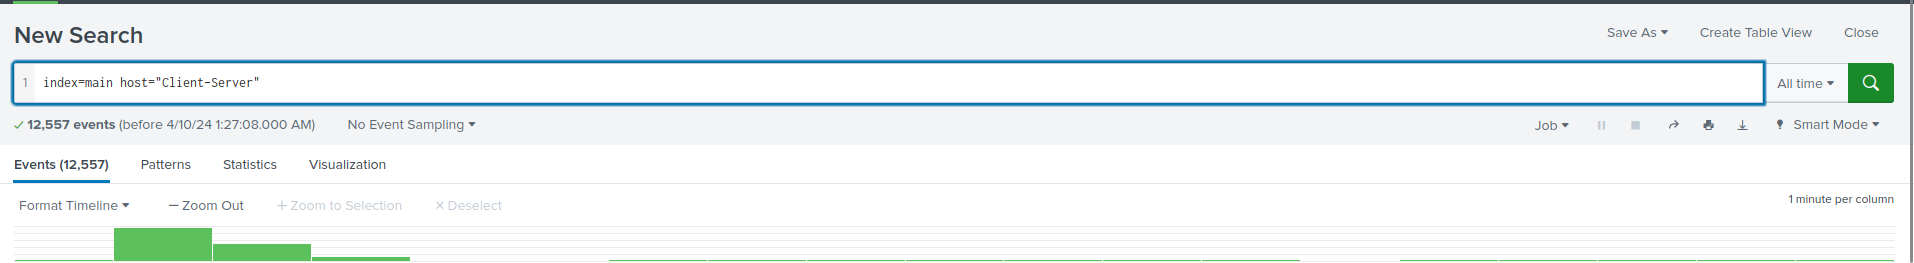 New Search
Save As Create Table View Close
1 index=main host="Client-Server"
All time
12,557 events (before 4/10/24 1:27:08.000 AM) No Event Sampling
Job Smart Mode
Events (12,557) Patterns Statistics Visualization
Format Timeline — Zoom Out + Zoom to Selection × Deselect
1 minute per column